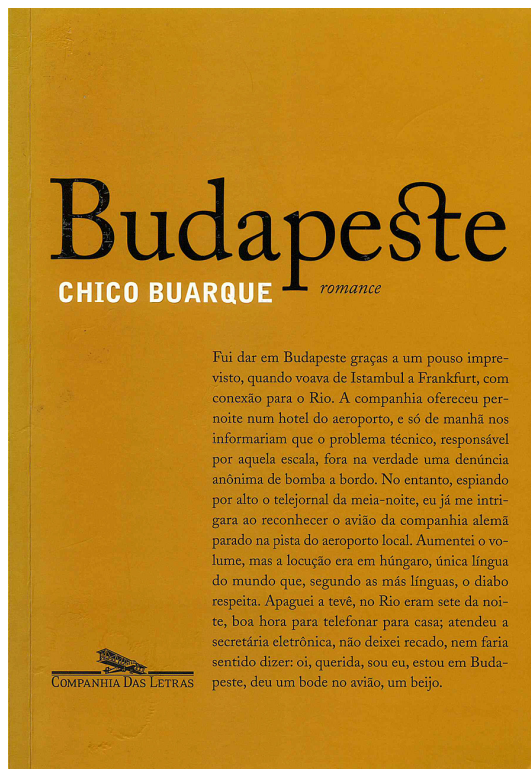 Budapeste
CHICO BUARQUE
romance
Fui dar em Budapeste graças a um pouso impre-
visto, quando voava de Istambul a Frankfurt, com
conexão para o Rio. A companhia ofereceu per-
noite num hotel do aeroporto, e só de manhã nos
informariam que o problema técnico, responsável
por aquela escala, fora na verdade uma denúncia
anônima de bomba a bordo. No entanto, espiando
por alto o telejornal da meia-noite, eu já me intri-
gara ao reconhecer o avião da companhia alemã
parado na pista do aeroporto local. Aumentei o vo-
lume, mas a locução era em húngaro, única língua
do mundo que, segundo as más línguas, o diabo
respeita. Apaguei a tevê, no Rio eram sete da noi-
te, boa hora para telefonar para casa; atendeu a
secretária eletrônica, não deixei recado, nem faria
sentido dizer: oi, querida, sou eu, estou em Buda-
peste, deu um bode no avião, um beijo.
COMPANHIA DAS LETRAS